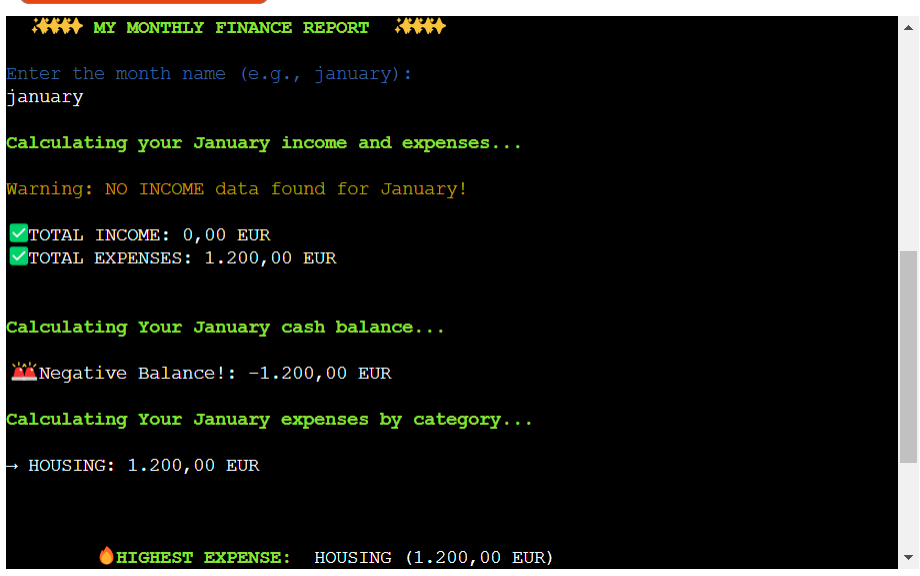 MY MONTHLY FINANCE REPORT
Enter the month name (e.g., january):
january
Calculating your January income and expenses...
Warning: NO INCOME data found for January!
✅TOTAL INCOME: 0,00 EUR
✅TOTAL EXPENSES: 1.200,00 EUR
Calculating Your January cash balance...
🚨Negative Balance!: -1.200,00 EUR
Calculating Your January expenses by category...
→ HOUSING: 1.200,00 EUR
🔥HIGHEST EXPENSE: HOUSING (1.200,00 EUR)